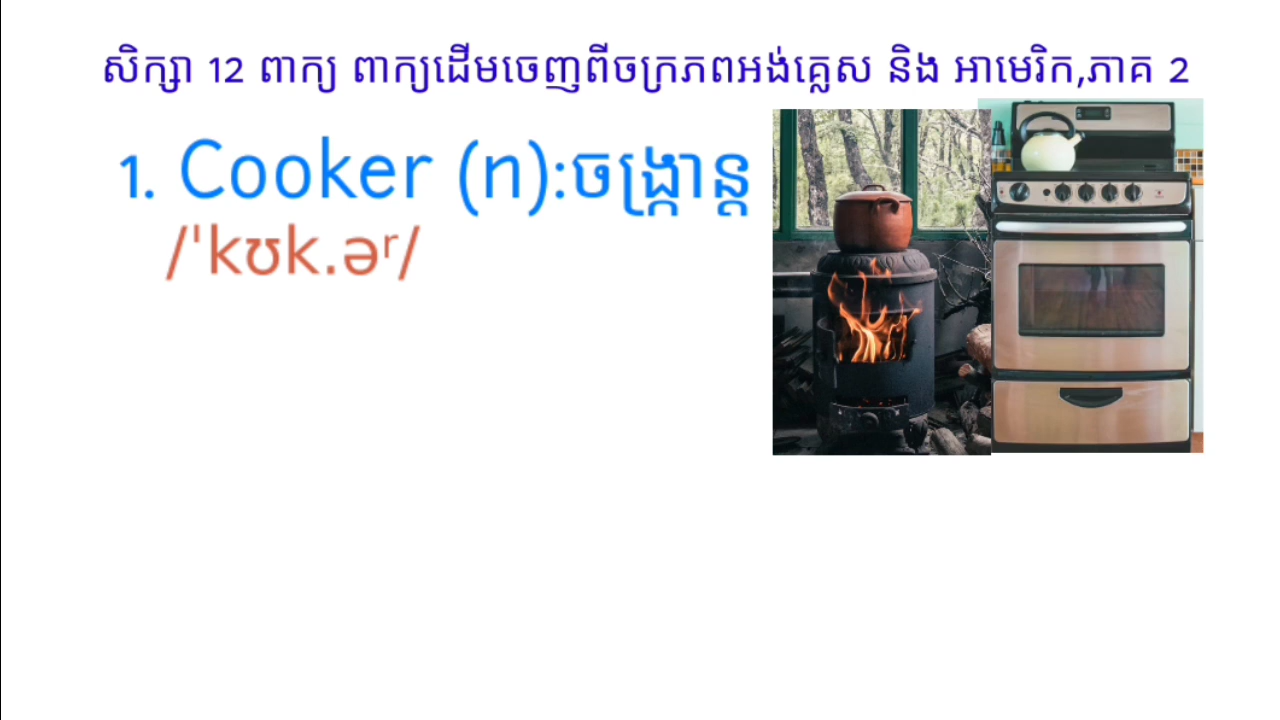 សិក្សា 12 ពាក្យ ពាក្យដើមចេញពីចក្រភពអង់គ្លេស និង អាមេរិក,ភាគ 2
1. Cooker (n):ចង្ក្រាន្ត
/ˈkʊk.əʳ/